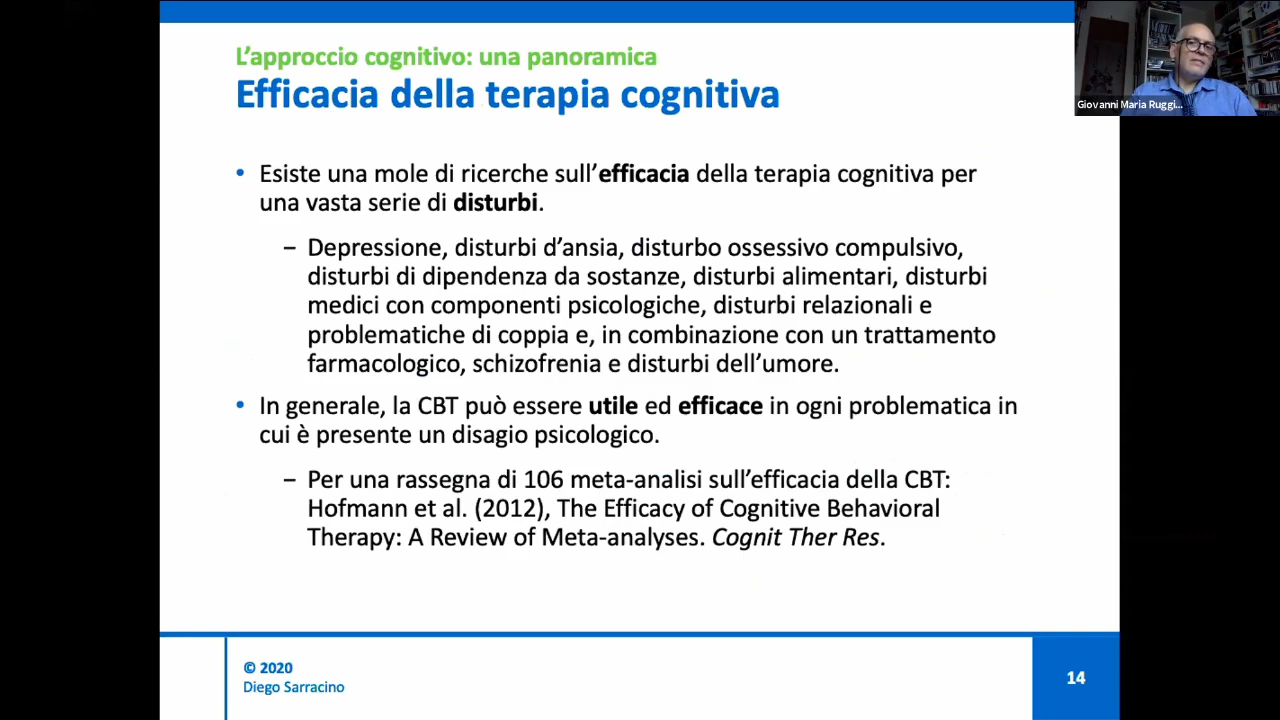 L’approccio cognitivo: una panoramica
Efficacia della terapia cognitiva
Giovanni Maria Ruggi...
• Esiste una mole di ricerche sull’efficacia della terapia cognitiva per
una vasta serie di disturbi.
– Depressione, disturbi d’ansia, disturbo ossessivo compulsivo,
disturbi di dipendenza da sostanze, disturbi alimentari, disturbi
medici con componenti psicologiche, disturbi relazionali e
problematiche di coppia e, in combinazione con un trattamento
farmacologico, schizofrenia e disturbi dell’umore.
• In generale, la CBT può essere utile ed efficace in ogni problematica in
cui è presente un disagio psicologico.
– Per una rassegna di 106 meta-analisi sull’efficacia della CBT:
Hofmann et al. (2012), The Efficacy of Cognitive Behavioral
Therapy: A Review of Meta-analyses. Cognit Ther Res.
© 2020
Diego Sarracino
14